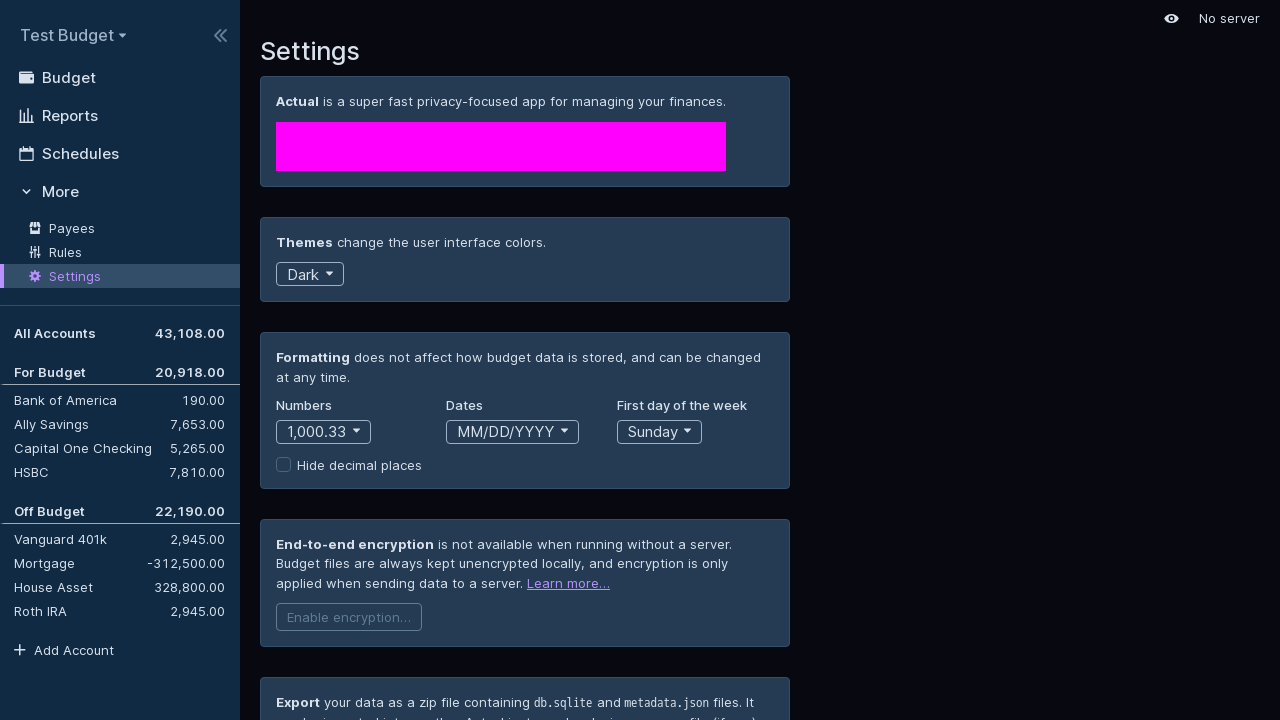 Test Budget
No server
Settings
Budget
Reports
Schedules
More
Payees
Rules
Settings
All Accounts 43,108.00
For Budget 20,918.00
Bank of America 190.00
Ally Savings 7,653.00
Capital One Checking 5,265.00
HSBC 7,810.00
Off Budget 22,190.00
Vanguard 401k 2,945.00
Mortgage -312,500.00
House Asset 328,800.00
Roth IRA 2,945.00
Add Account
Actual is a super fast privacy-focused app for managing your finances.
Themes change the user interface colors.
Dark
Formatting does not affect how budget data is stored, and can be changed
at any time.
Numbers Dates First day of the week
1,000.33 MM/DD/YYYY Sunday
Hide decimal places
End-to-end encryption is not available when running without a server.
Budget files are always kept unencrypted locally, and encryption is only
applied when sending data to a server. Learn more…
Enable encryption…
Export your data as a zip file containing db.sqlite and metadata.json files. It